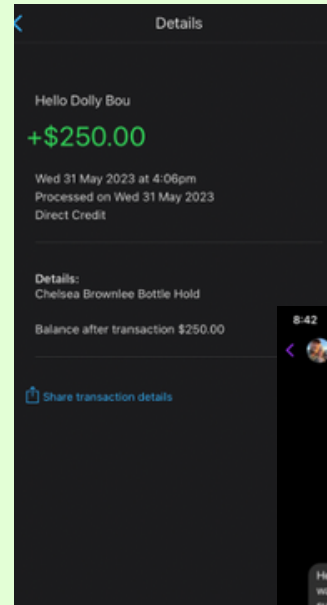 Details
Hello Dolly Bou
+$250.00
Wed 31 May 2023 at 4:06pm
Processed on Wed 31 May 2023
Direct Credit
Details:
Chelsea Brownlee Bottle Hold
Balance after transaction $250.00
Share transaction details
8:42